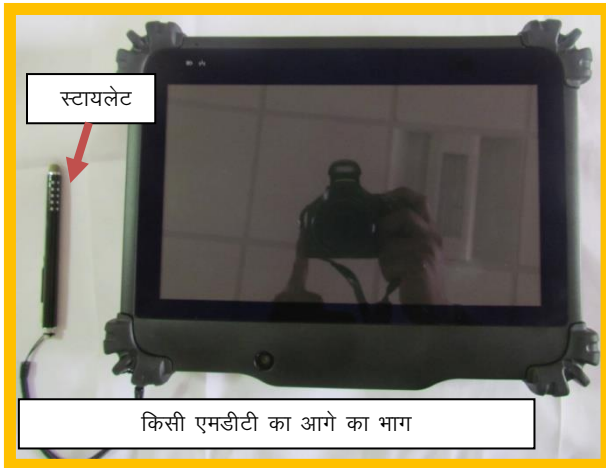 स्टायलेट
किसी एमडीटी का आगे का भाग